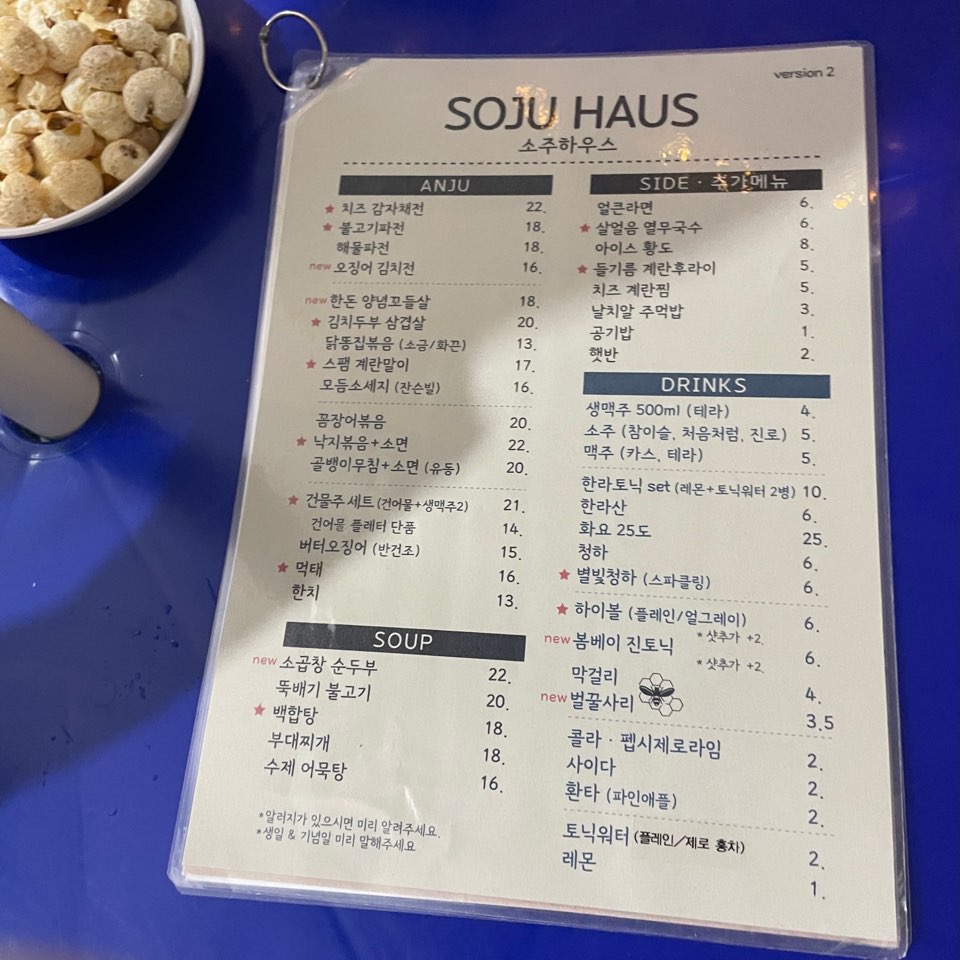 version 2
SOJU HAUS
소주하우스
ANJU
★ 치즈 감자채전 22.
★ 불고기파전 18.
해물파전 18.
new 오징어 김치전 16.
new 한돈 양념꼬들살 18.
★ 김치두부 삼겹살 20.
닭똥집볶음 (소금/화끈) 13.
★ 스팸 계란말이 17.
모듬소세지 (잔슨빌) 16.
꼼장어볶음 20.
★ 낙지볶음+소면 22.
골뱅이무침+소면 (유동) 20.
★ 건물주 세트 (건어물+생맥주2) 21.
건어물 플레터 단품 14.
버터오징어 (반건조) 15.
★ 먹태 16.
한치 13.
SOUP
new 소곱창 순두부 22.
뚝배기 불고기 20.
★ 백합탕 18.
부대찌개 18.
수제 어묵탕 16.
*알러지가 있으시면 미리 알려주세요.
*생일 & 기념일 미리 말해주세요
SIDE · 추가메뉴
얼큰라면 6.
★ 살얼음 열무국수 6.
아이스 황도 8.
★ 들기름 계란후라이 5.
치즈 계란찜 5.
날치알 주먹밥 3.
공기밥 1.
햇반 2.
DRINKS
생맥주 500ml (테라) 4.
소주 (참이슬, 처음처럼, 진로) 5.
맥주 (카스, 테라) 5.
한라토닉 set (레몬+토닉워터 2병) 10.
한라산 6.
화요 25도 25.
청하 6.
★ 별빛청하 (스파클링) 6.
★ 하이볼 (플레인/얼그레이) 6.
*샷추가 +2.
new 봄베이 진토닉 6.
*샷추가 +2.
막걸리 4.
new 벌꿀사리 3.5
콜라 · 펩시제로라임 2.
사이다 2.
환타 (파인애플) 2.
토닉워터 (플레인/제로 홍차) 2.
레몬 1.